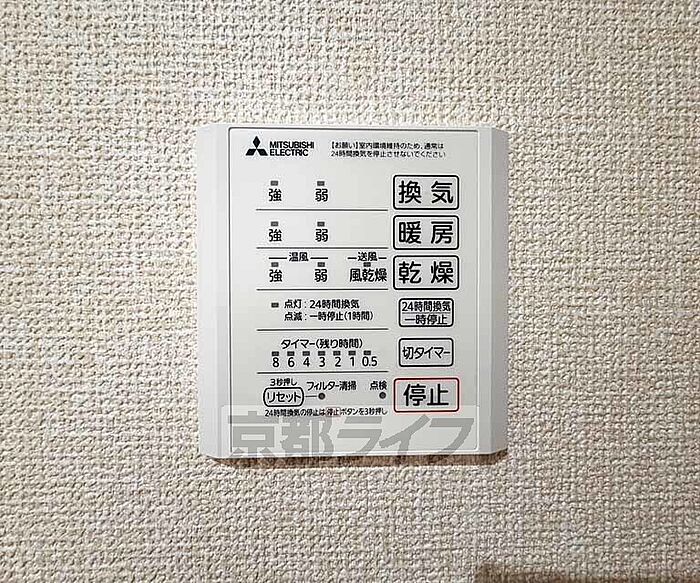 MITSUBISHI
ELECTRIC
【お願い】室内環境維持のため、通常は
24時間換気を停止させないでください
強 弱 換気
強 弱 暖房
温風 送風
強 弱 風乾燥 乾燥
点灯:24時間換気
点滅:一時停止(1時間)
24時間換気
一時停止
タイマー(残り時間)
8 6 4 3 2 1 0.5
切タイマー
3秒押し
リセット フィルター清掃 点検
停止
24時間換気の停止は、停止ボタンを3秒押し
京都ライフ